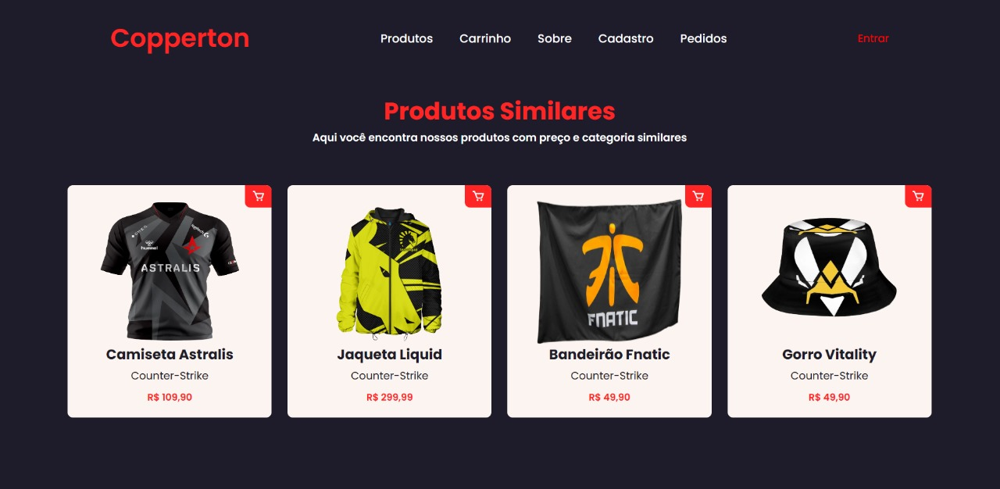 Copperton
Produtos Carrinho Sobre Cadastro Pedidos
Entrar
Produtos Similares
Aqui você encontra nossos produtos com preço e categoria similares
hummel
ASTRALIS
FNATIC
Camiseta Astralis
Jaqueta Liquid
Bandeirão Fnatic
Gorro Vitality
Counter-Strike
Counter-Strike
Counter-Strike
Counter-Strike
R$ 109,90
R$ 299,99
R$ 49,90
R$ 49,90